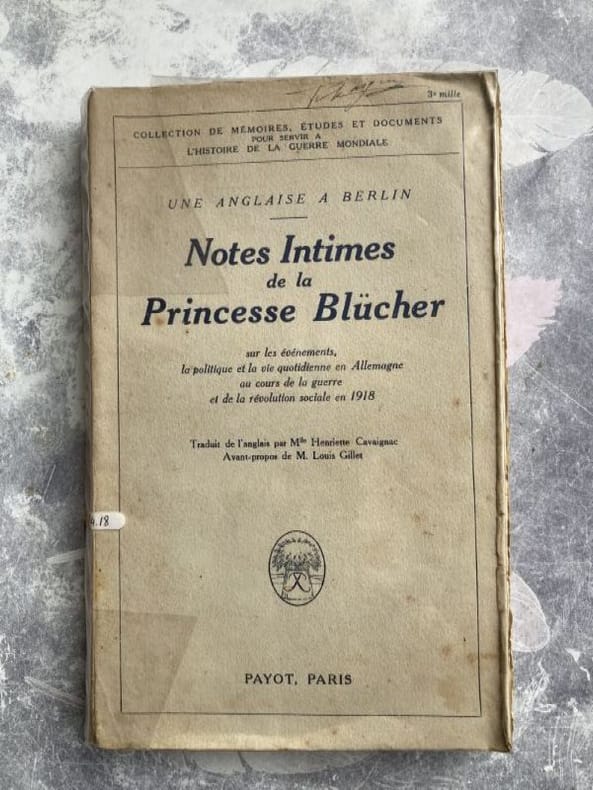 3e mille
COLLECTION DE MÉMOIRES, ÉTUDES ET DOCUMENTS
POUR SERVIR A
L'HISTOIRE DE LA GUERRE MONDIALE
UNE ANGLAISE A BERLIN
Notes Intimes
de la
Princesse Blücher
sur les événements,
la politique et la vie quotidienne en Allemagne
au cours de la guerre
et de la révolution sociale en 1918
Traduit de l'anglais par Mlle Henriette Cavaignac
Avant-propos de M. Louis Gillet
4.18
PAYOT, PARIS